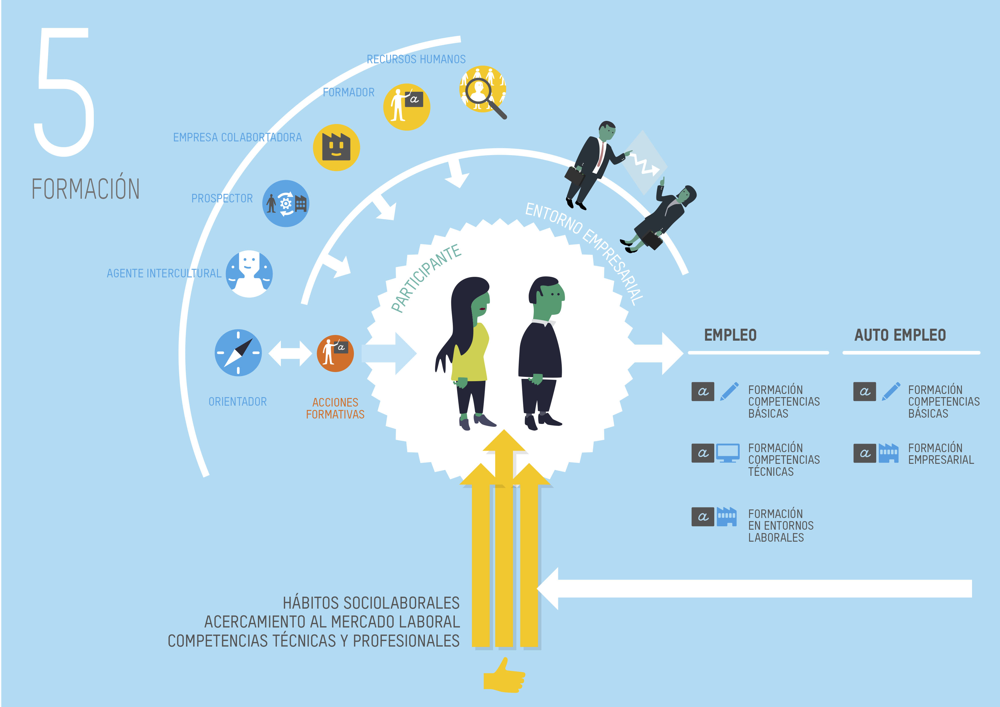 5
FORMACIÓN
RECURSOS HUMANOS
FORMADOR
a
EMPRESA COLABORTADORA
PROSPECTOR
AGENTE INTERCULTURAL
ORIENTADOR
a
ACCIONES
FORMATIVAS
PARTICIPANTE
ENTORNO EMPRESARIAL
EMPLEO
a
FORMACIÓN
COMPETENCIAS
BÁSICAS
a
FORMACIÓN
COMPETENCIAS
TÉCNICAS
a
FORMACIÓN
EN ENTORNOS
LABORALES
AUTO EMPLEO
a
FORMACIÓN
COMPETENCIAS
BÁSICAS
a
FORMACIÓN
EMPRESARIAL
HÁBITOS SOCIOLABORALES
ACERCAMIENTO AL MERCADO LABORAL
COMPETENCIAS TÉCNICAS Y PROFESIONALES